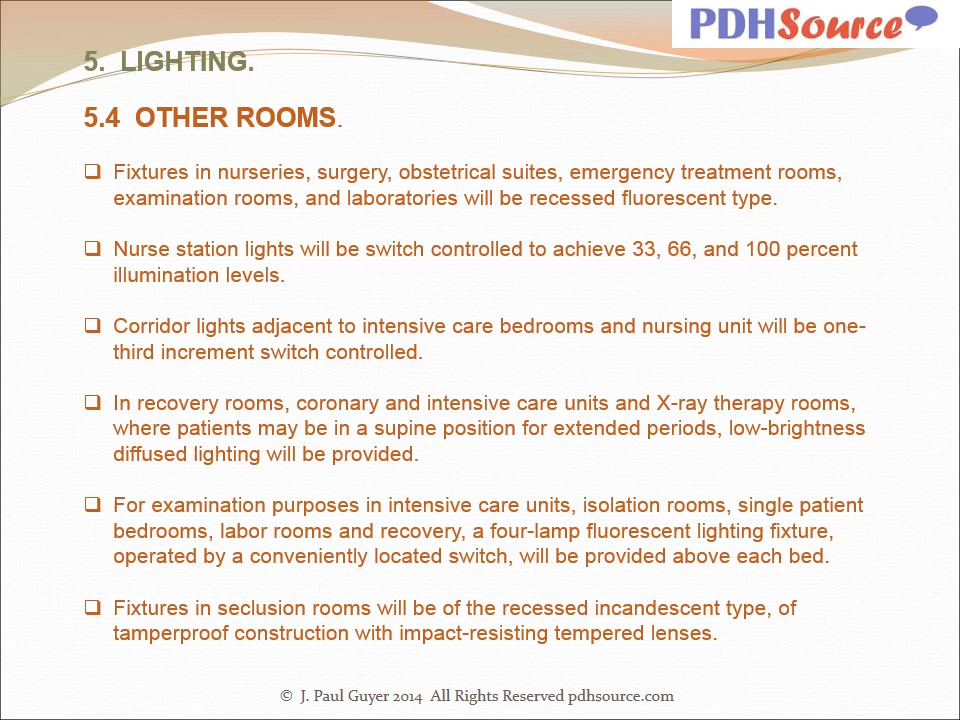 PDHSource
5. LIGHTING.
5.4 OTHER ROOMS.
❑ Fixtures in nurseries, surgery, obstetrical suites, emergency treatment rooms,
examination rooms, and laboratories will be recessed fluorescent type.
❑ Nurse station lights will be switch controlled to achieve 33, 66, and 100 percent
illumination levels.
❑ Corridor lights adjacent to intensive care bedrooms and nursing unit will be one-
third increment switch controlled.
❑ In recovery rooms, coronary and intensive care units and X-ray therapy rooms,
where patients may be in a supine position for extended periods, low-brightness
diffused lighting will be provided.
❑ For examination purposes in intensive care units, isolation rooms, single patient
bedrooms, labor rooms and recovery, a four-lamp fluorescent lighting fixture,
operated by a conveniently located switch, will be provided above each bed.
❑ Fixtures in seclusion rooms will be of the recessed incandescent type, of
tamperproof construction with impact-resisting tempered lenses.
© J. Paul Guyer 2014 All Rights Reserved pdhsource.com